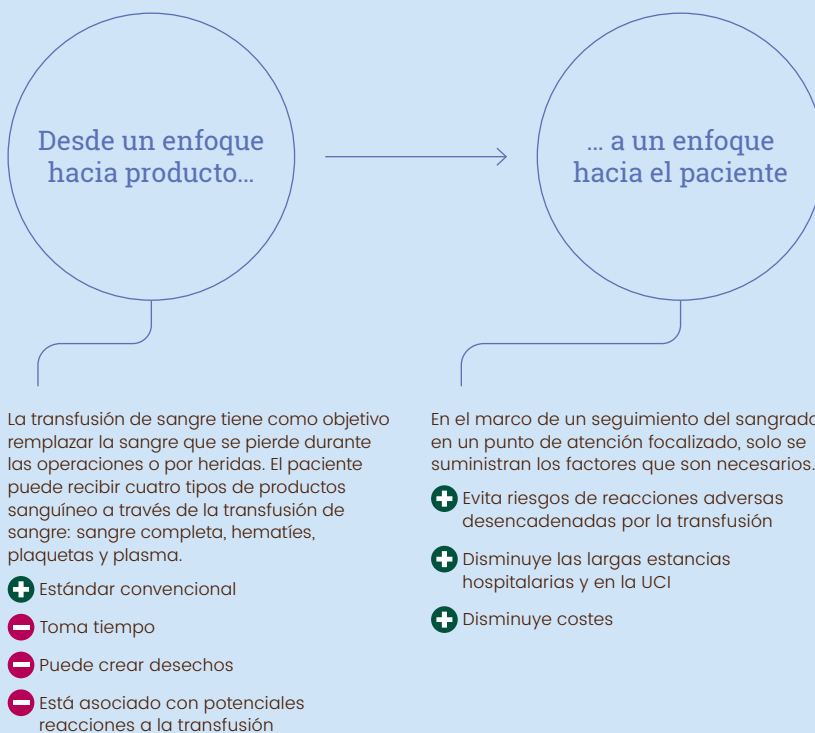 Desde un enfoque
hacia producto...
... a un enfoque
hacia el paciente
La transfusión de sangre tiene como objetivo
remplazar la sangre que se pierde durante
las operaciones o por heridas. El paciente
puede recibir cuatro tipos de productos
sanguíneo a través de la transfusión de
sangre: sangre completa, hematíes,
plaquetas y plasma.
Estándar convencional
Toma tiempo
Puede crear desechos
Está asociado con potenciales
reacciones a la transfusión
En el marco de un seguimiento del sangrado
en un punto de atención focalizado, solo se
suministran los factores que son necesarios.
Evita riesgos de reacciones adversas
desencadenadas por la transfusión
Disminuye las largas estancias
hospitalarias y en la UCI
Disminuye costes